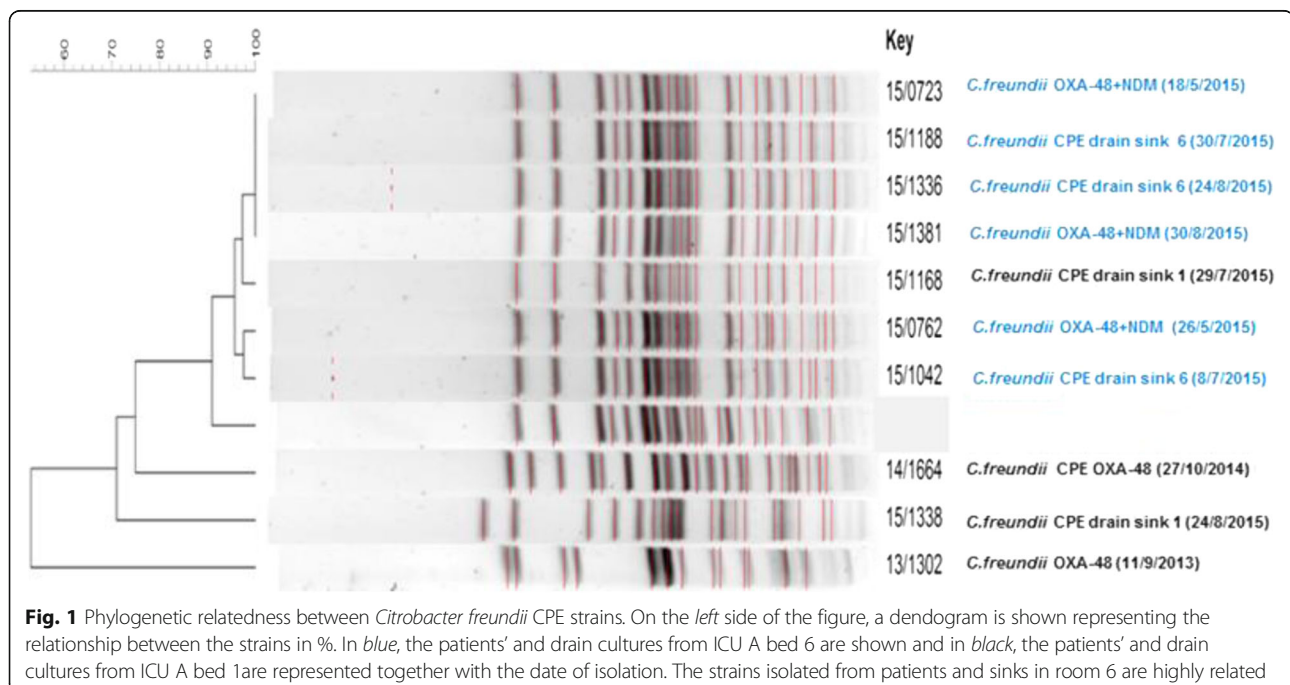 60 70 80 90 100
Key
15/0723 C.freundii OXA-48+NDM (18/5/2015)
15/1188 C.freundii CPE drain sink 6 (30/7/2015)
15/1336 C.freundii CPE drain sink 6 (24/8/2015)
15/1381 C.freundii OXA-48+NDM (30/8/2015)
15/1168 C.freundii CPE drain sink 1 (29/7/2015)
15/0762 C.freundii OXA-48+NDM (26/5/2015)
15/1042 C.freundii CPE drain sink 6 (8/7/2015)
14/1664 C.freundii CPE OXA-48 (27/10/2014)
15/1338 C.freundii CPE drain sink 1 (24/8/2015)
13/1302 C.freundii OXA-48 (11/9/2013)
Fig. 1 Phylogenetic relatedness between Citrobacter freundii CPE strains. On the left side of the figure, a dendogram is shown representing the
relationship between the strains in %. In blue, the patients’ and drain cultures from ICU A bed 6 are shown and in black, the patients’ and drain
cultures from ICU A bed 1are represented together with the date of isolation. The strains isolated from patients and sinks in room 6 are highly related